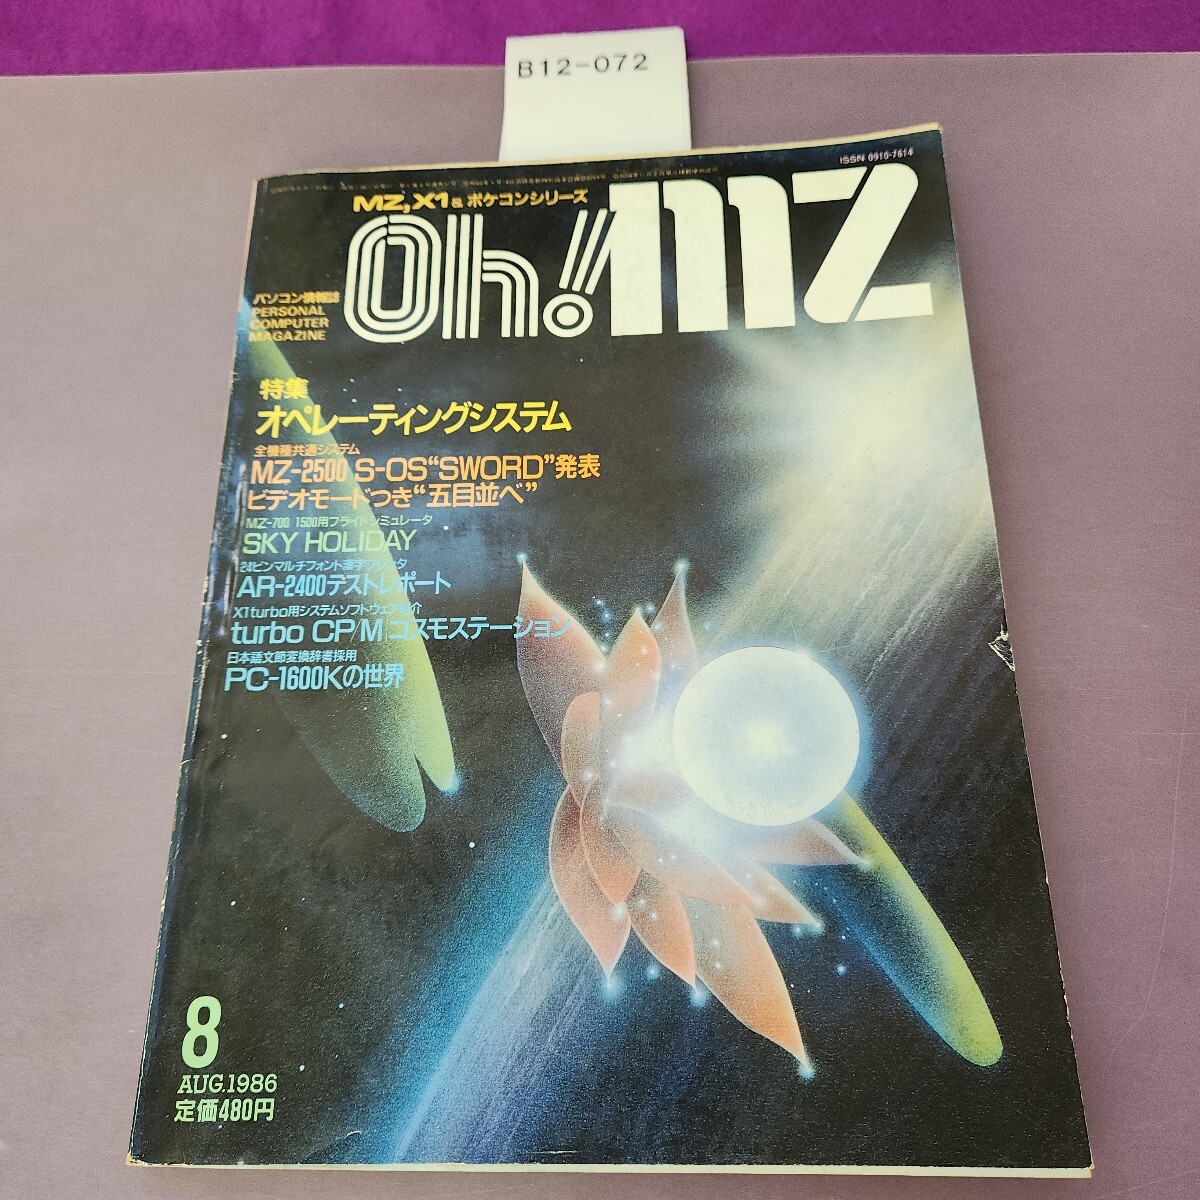 B12-072
ISSN 0910-7614
MZ, X1 & ポケコンシリーズ
Oh! MZ
パソコン情報誌
PERSONAL
COMPUTER
MAGAZINE
特集
オペレーティングシステム
全機種共通システム
MZ-2500 S-OS“SWORD”発表
ビデオモードつき“五目並べ”
MZ-700 1500用フライトシミュレータ
SKY HOLIDAY
24ピンマルチフォント漢字プリンタ
AR-2400テストレポート
X1turbo用システムソフトウェア紹介
turbo CP/M コスモステーション
日本語文節変換辞書採用
PC-1600Kの世界
8
AUG.1986
定価480円